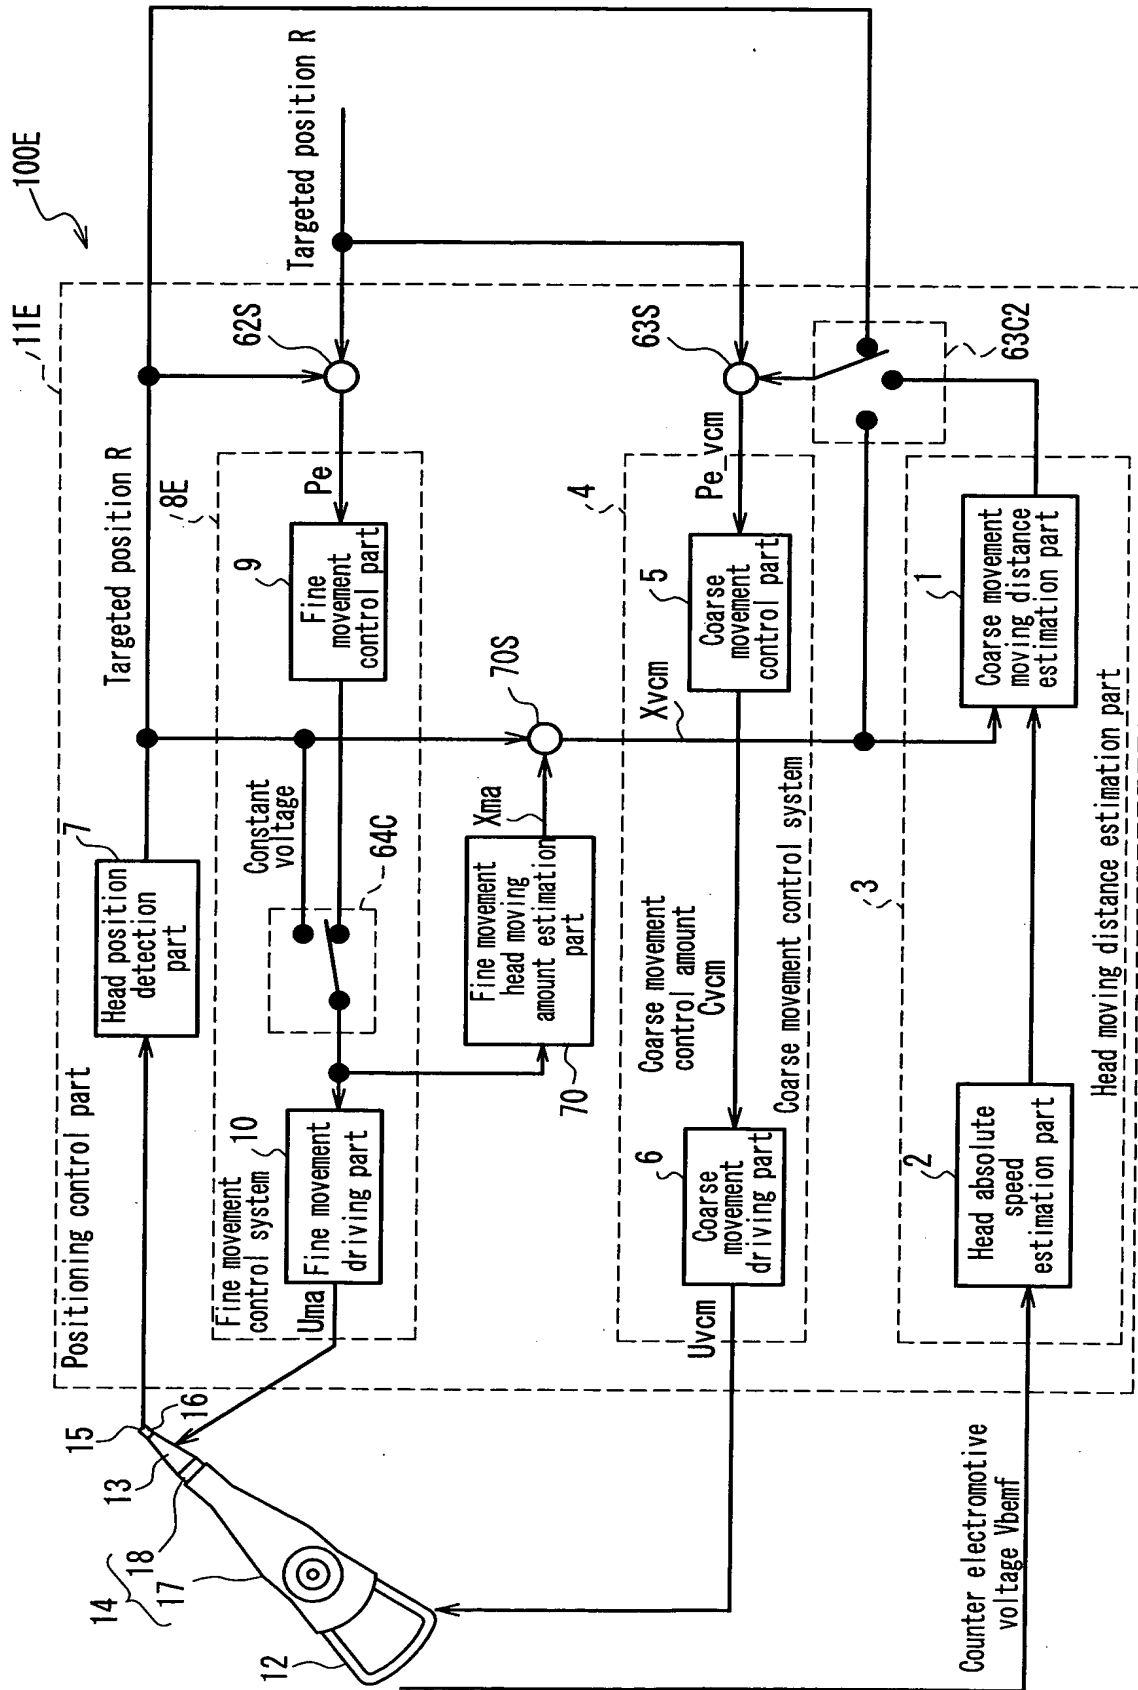 100E
11E
Positioning control part
Targeted position R
Targeted position R
7
Head position
detection
part
62S
8E
Pe
9
Fine
movement
control part
Constant
voltage
64C
10
Fine movement
control system
Fine movement
driving part
Uma
70S
Xma
Fine movement
head moving
amount estimation
part
70
63S
Pe_vcm
4
5
Coarse
movement
control part
Xvcm
Coarse movement
control amount
Cvcm
Coarse movement control system
6
Coarse
movement
driving part
Uvcm
63C2
1
Coarse movement
moving distance
estimation part
3
Head moving distance estimation part
2
Head absolute
speed
estimation part
Counter electromotive
voltage Vbemf
15
16
13
18
17
14
12